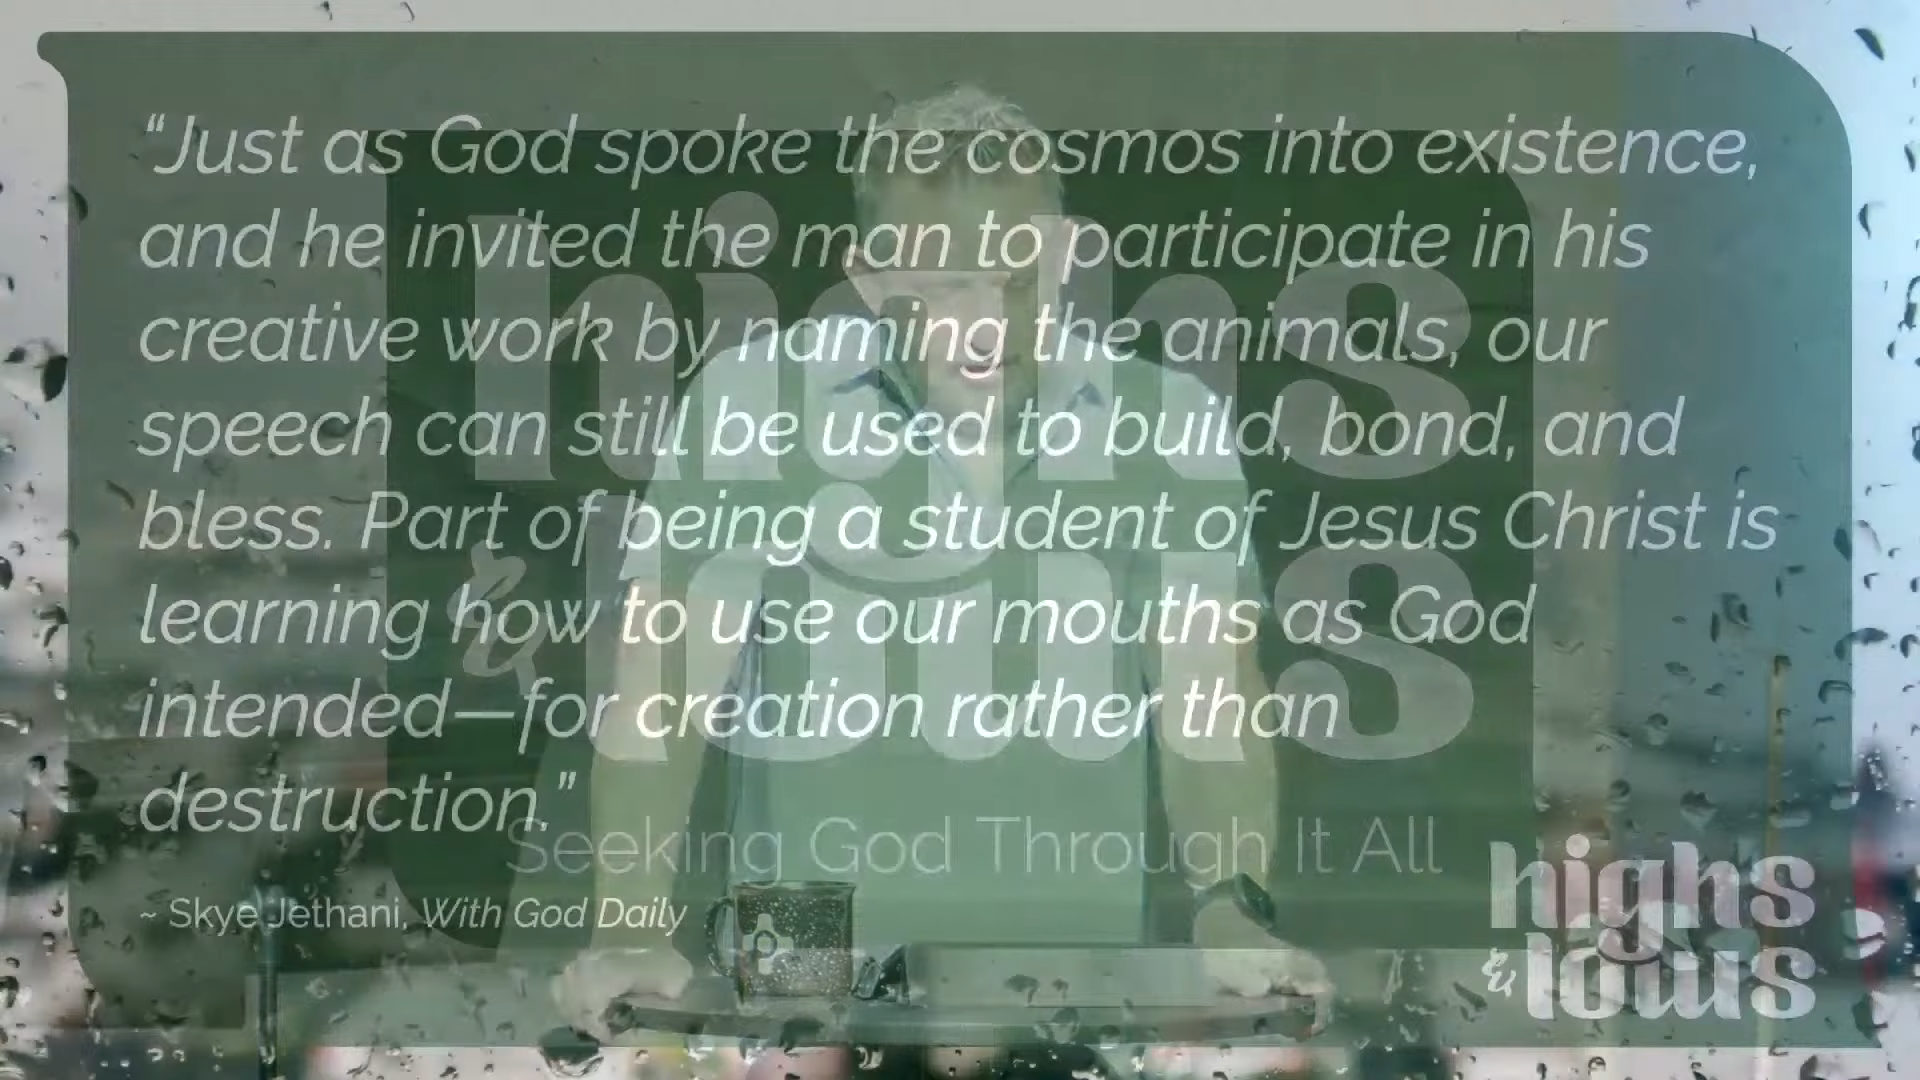 “Just as God spoke the cosmos into existence,
and he invited the man to participate in his
creative work by naming the animals, our
speech can still be used to build, bond, and
bless. Part of being a student of Jesus Christ is
learning how to use our mouths as God
intended—for creation rather than
destruction.”
~ Skye Jethani, With God Daily
highs
& lows
Seeking God Through It All
highs
& lows